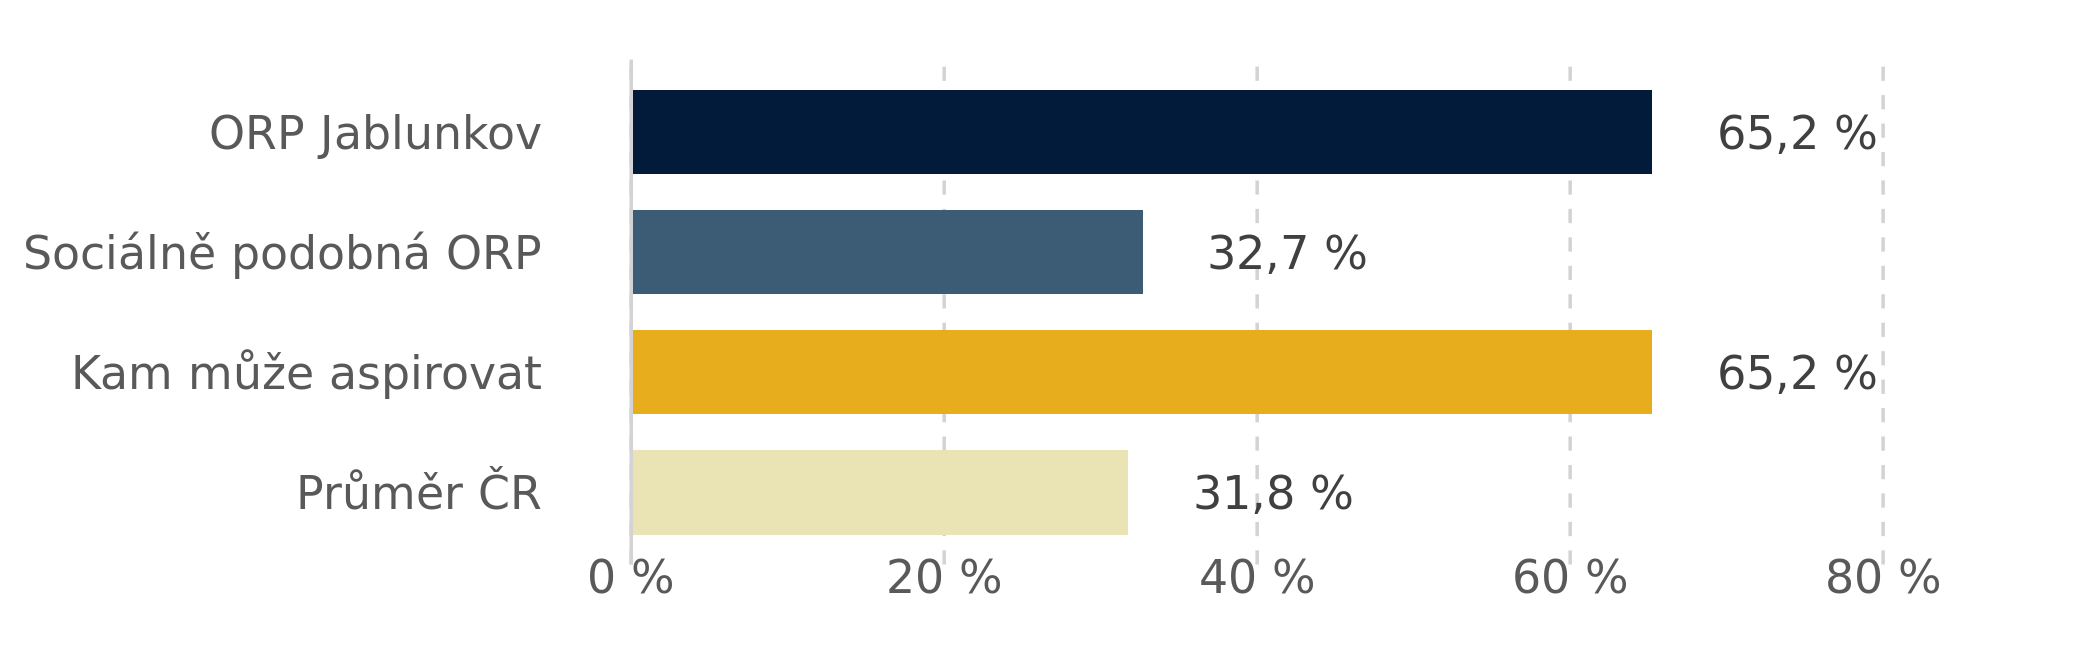 ORP Jablunkov 65,2 %
Sociálně podobná ORP 32,7 %
Kam může aspirovat 65,2 %
Průměr ČR 31,8 %
0 % 20 % 40 % 60 % 80 %